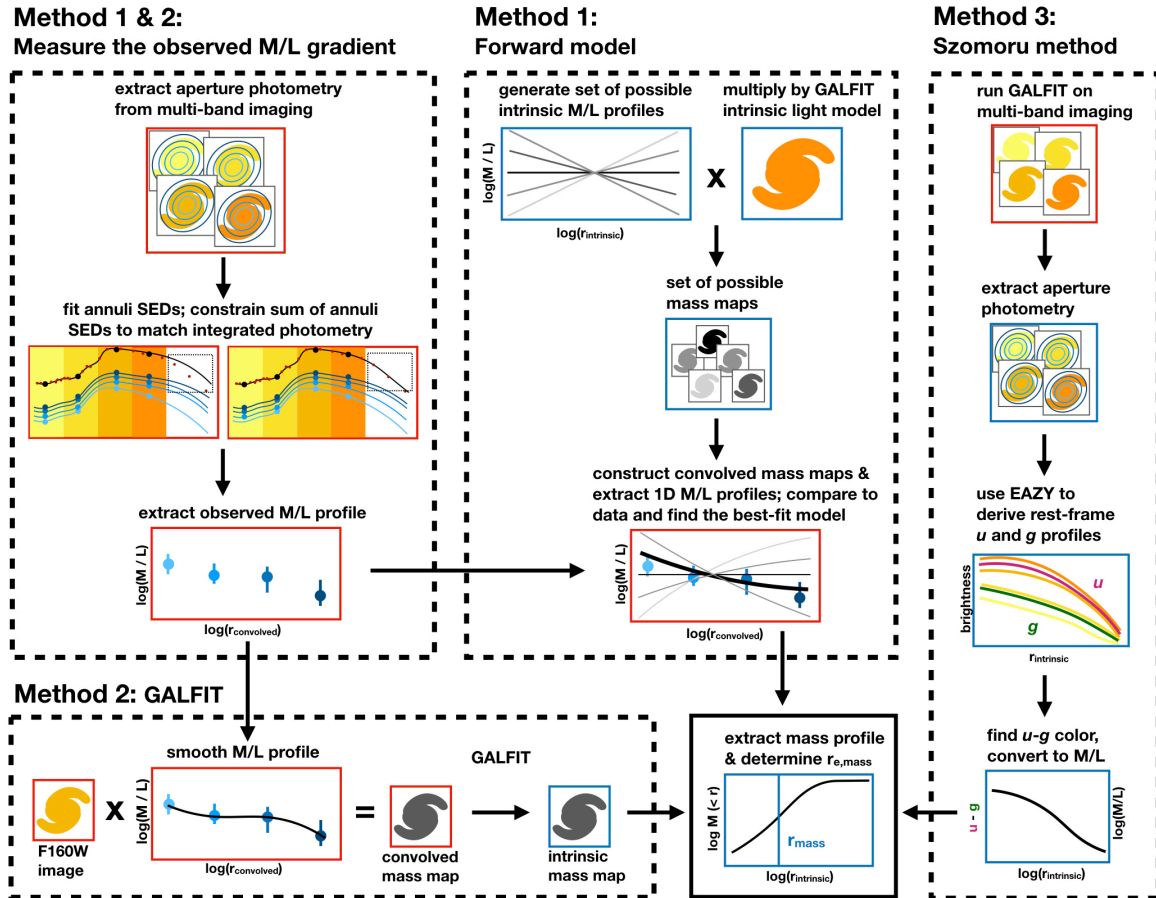 Method 1 & 2:
Measure the observed M/L gradient
extract aperture photometry
from multi-band imaging
fit annuli SEDs; constrain sum of annuli
SEDs to match integrated photometry
extract observed M/L profile
log(M / L)
log(rconvolved)
Method 1:
Forward model
generate set of possible
intrinsic M/L profiles
log(M / L)
log(rintrinsic)
X
multiply by GALFIT
intrinsic light model
set of possible
mass maps
construct convolved mass maps &
extract 1D M/L profiles; compare to
data and find the best-fit model
log(M / L)
log(rconvolved)
Method 3:
Szomoru method
run GALFIT on
multi-band imaging
extract aperture
photometry
use EAZY to
derive rest-frame
u and g profiles
brightness
u
g
rintrinsic
find u-g color,
convert to M/L
u - g
log(M/L)
log(rintrinsic)
Method 2: GALFIT
F160W
image
X
smooth M/L profile
log(M / L)
log(rconvolved)
=
convolved
mass map
GALFIT
intrinsic
mass map
extract mass profile
& determine re,mass
log M (< r)
rmass
log(rintrinsic)